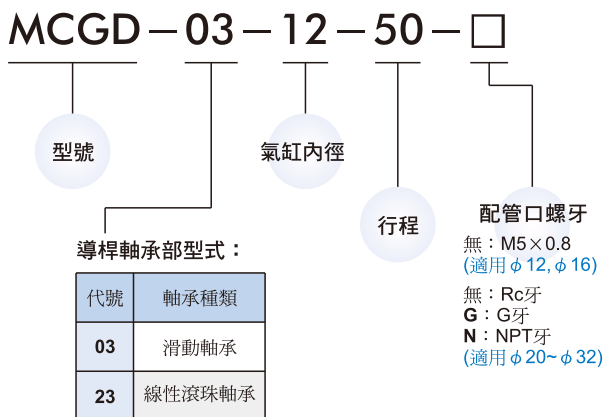 MCGD－03－12－50－□
型號
氣缸內徑
行程
配管口螺牙
無：M5×0.8
(適用φ12,φ16)
無：Rc牙
G：G牙
N：NPT牙
(適用φ20~φ32)
導桿軸承部型式：
代號 軸承種類
03 滑動軸承
23 線性滾珠軸承